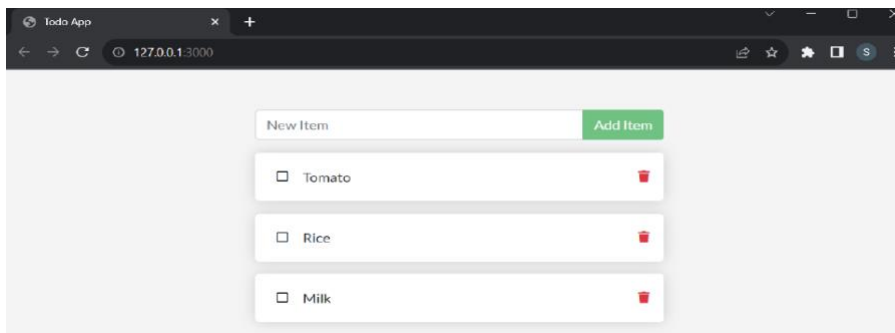 Todo App
127.0.0.1:3000
S
New Item Add Item
Tomato
Rice
Milk